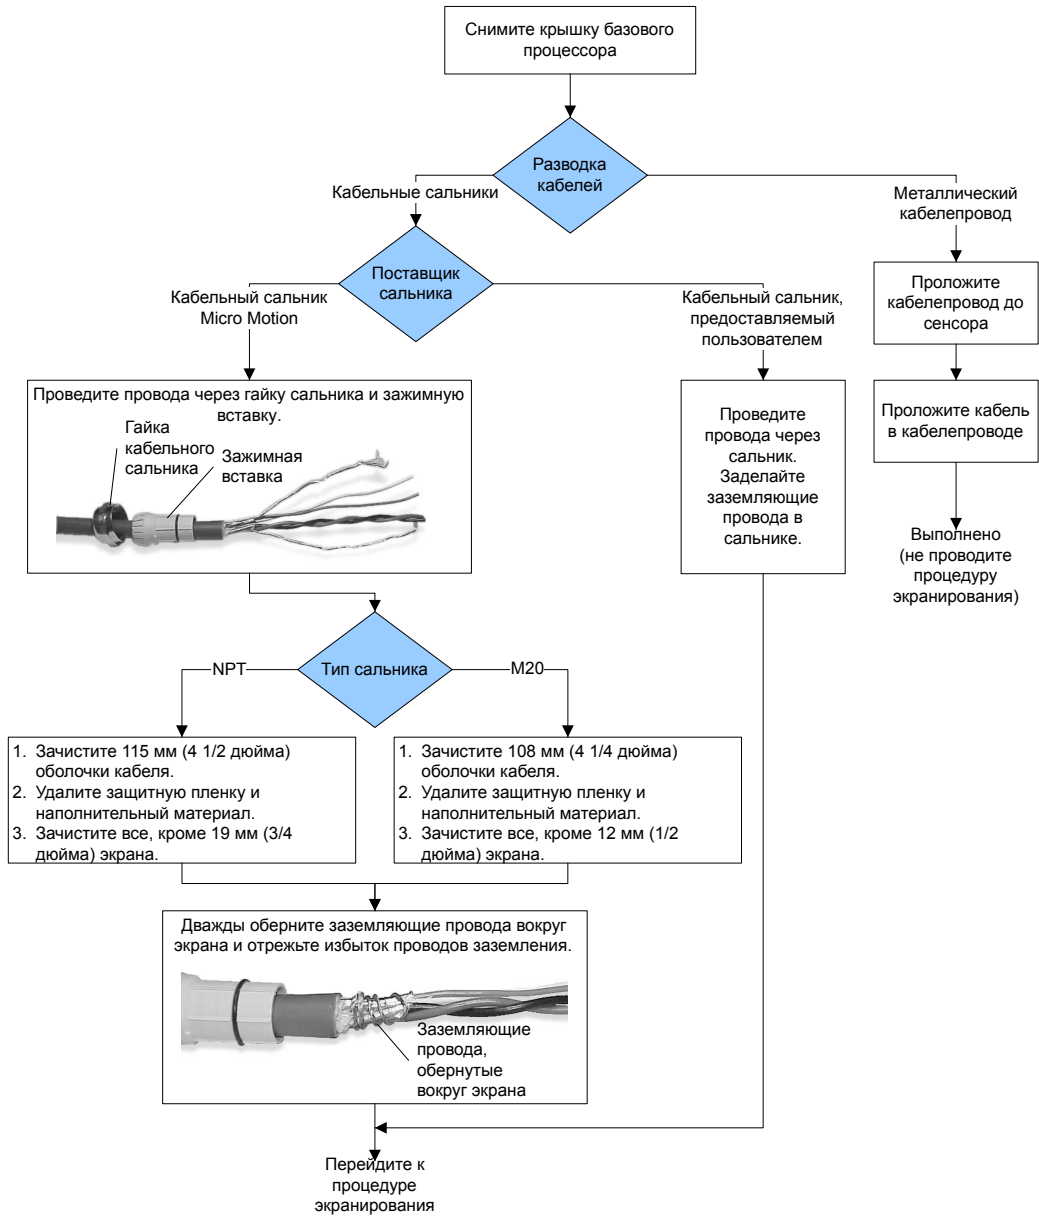 Снимите крышку базового
процессора
Разводка
кабелей
Кабельные сальники
Металлический
кабелепровод
Поставщик
сальника
Кабельный сальник
Micro Motion
Кабельный сальник,
предоставляемый
пользователем
Проложите
кабелепровод до
сенсора
Проведите провода через гайку сальника и зажимную
вставку.
Гайка
кабельного
сальника
Зажимная
вставка
Проведите
провода через
сальник.
Заделайте
заземляющие
провода в
сальнике.
Проложите кабель
в кабелепроводе
Выполнено
(не проводите
процедуру
экранирования)
Тип сальника
NPT
M20
1. Зачистите 115 мм (4 1/2 дюйма)
оболочки кабеля.
2. Удалите защитную пленку и
наполнительный материал.
3. Зачистите все, кроме 19 мм (3/4
дюйма) экрана.
1. Зачистите 108 мм (4 1/4 дюйма)
оболочки кабеля.
2. Удалите защитную пленку и
наполнительный материал.
3. Зачистите все, кроме 12 мм (1/2
дюйма) экрана.
Дважды оберните заземляющие провода вокруг
экрана и отрежьте избыток проводов заземления.
Заземляющие
провода,
обернутые
вокруг экрана
Перейдите к
процедуре
экранирования